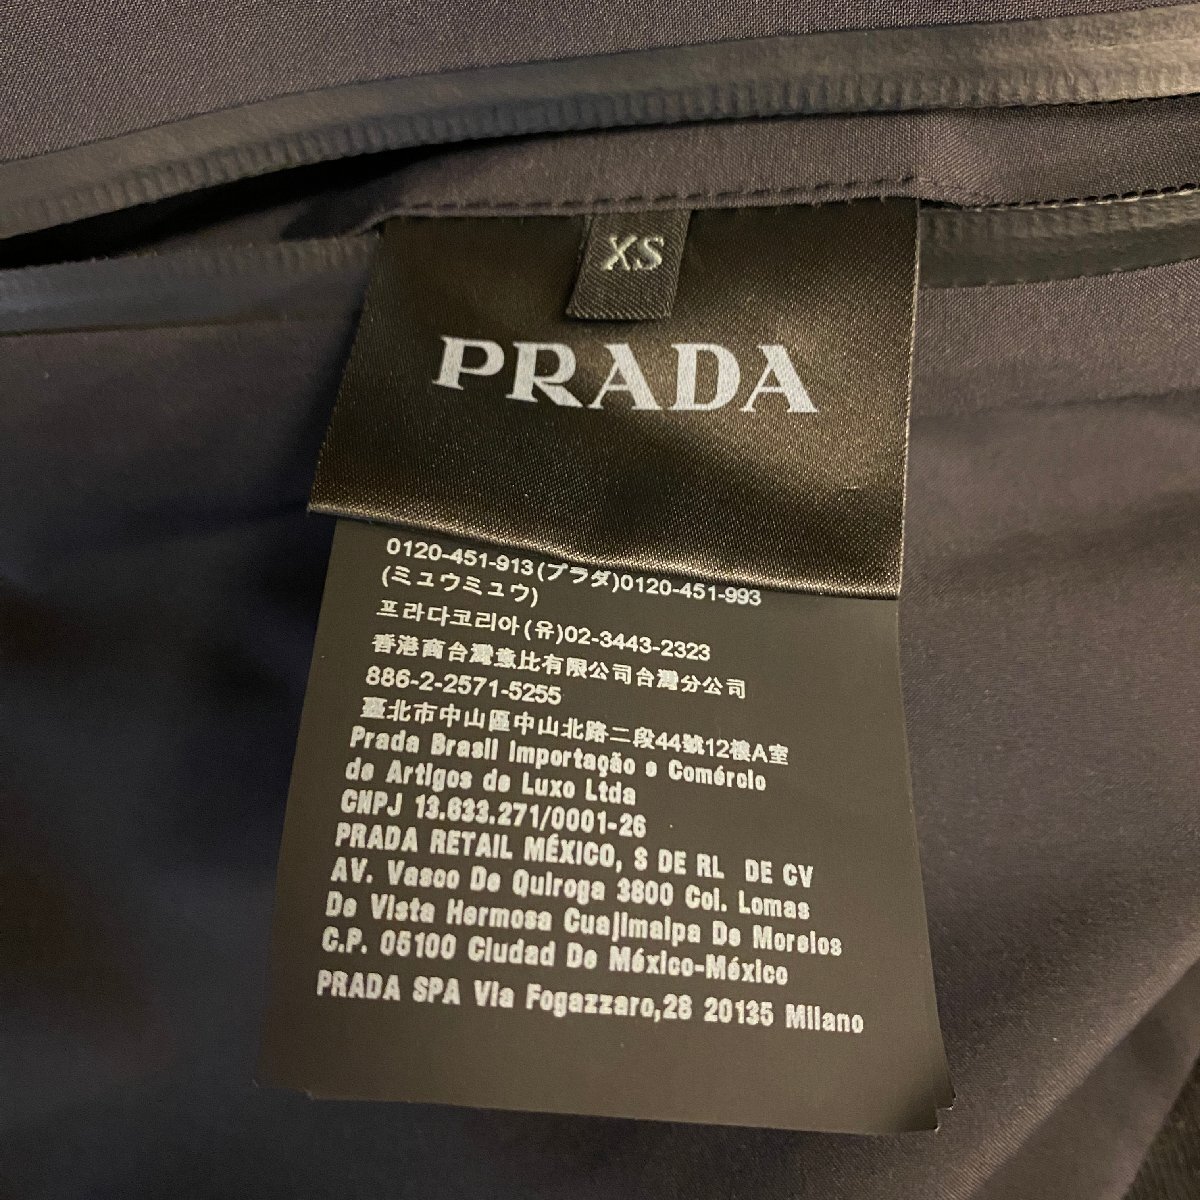 XS
PRADA
0120-451-913(プラダ)0120-451-993
(ミュウミュウ)
프라다코리아(유)02-3443-2323
香港商台灣意比有限公司台灣分公司
886-2-2571-5255
臺北市中山區中山北路二段44號12樓A室
Prada Brasil Importação e Comércio
de Artigos de Luxo Ltda
CNPJ 13.633.271/0001-26
PRADA RETAIL MÉXICO, S DE RL DE CV
AV. Vasco De Quiroga 3800 Col. Lomas
De Vista Hermosa Cuajimalpa De Morelos
C.P. 05100 Ciudad De México-México
PRADA SPA Via Fogazzaro,28 20135 Milano